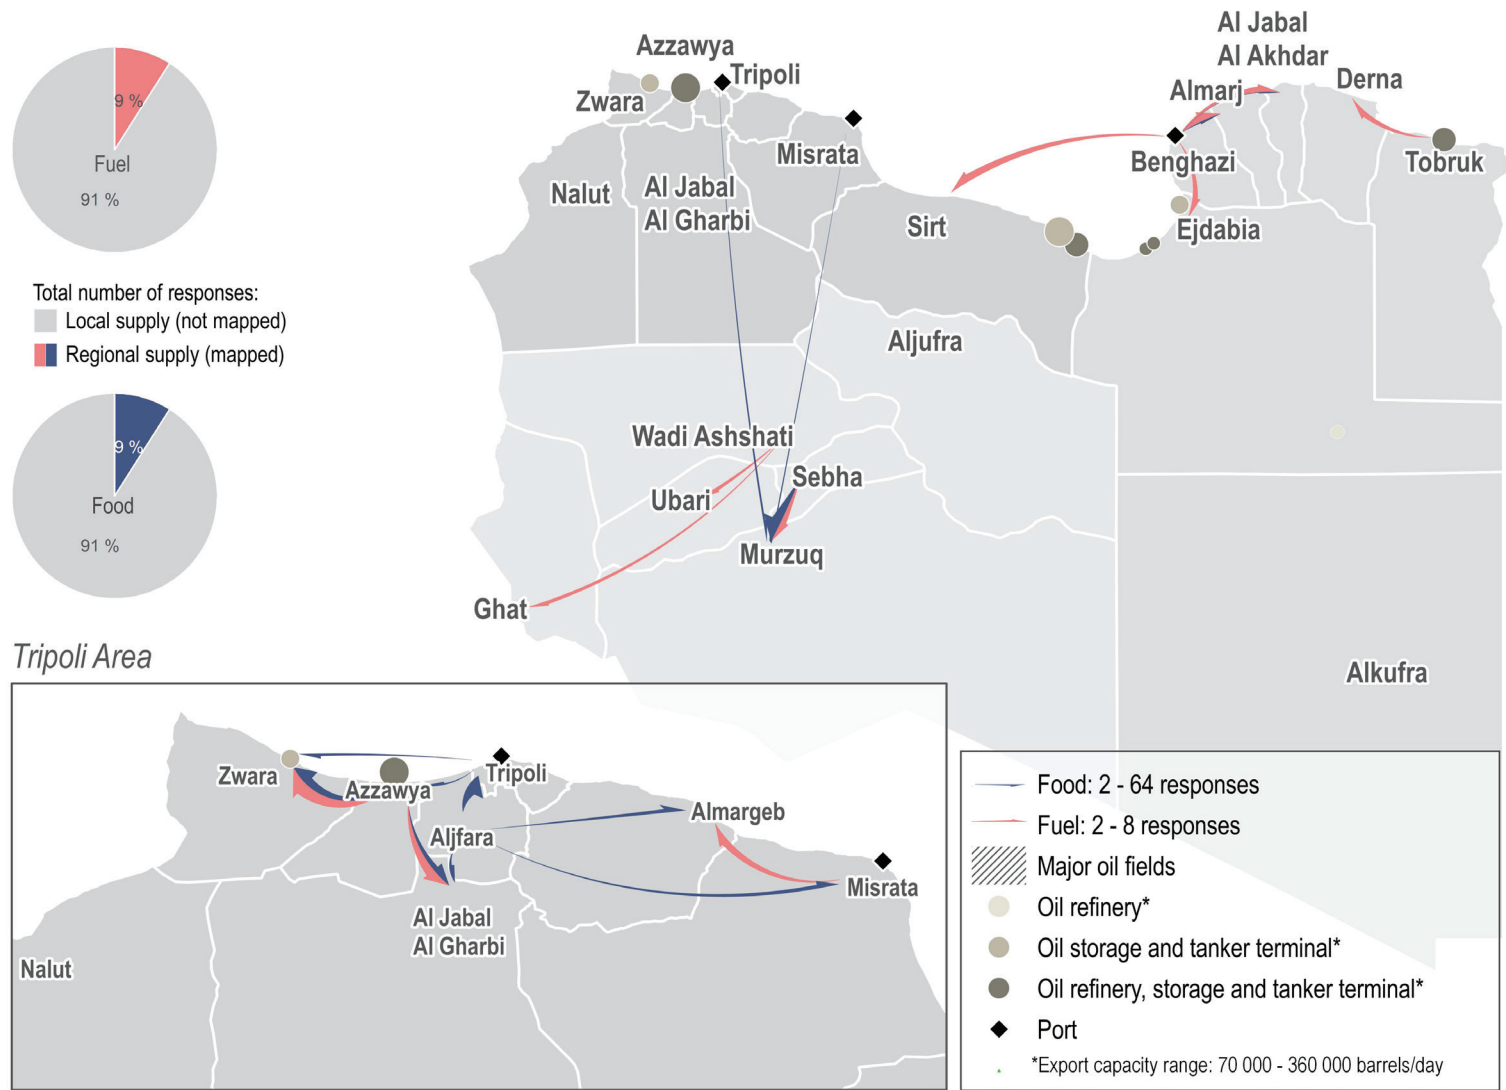 9 %
Fuel
91 %
Total number of responses:
Local supply (not mapped)
Regional supply (mapped)
9 %
Food
91 %
Azzawya
Tripoli
Zwara
Misrata
Nalut
Al Jabal
Al Gharbi
Sirt
Al Jabal
Al Akhdar
Almarj
Derna
Benghazi
Tobruk
Ejdabia
Aljufra
Wadi Ashshati
Sebha
Ubari
Murzuq
Ghat
Alkufra
Tripoli Area
Zwara
Azzawya
Tripoli
Aljfara
Almargeb
Misrata
Al Jabal
Al Gharbi
Nalut
Food: 2 - 64 responses
Fuel: 2 - 8 responses
Major oil fields
Oil refinery*
Oil storage and tanker terminal*
Oil refinery, storage and tanker terminal*
Port
*Export capacity range: 70 000 - 360 000 barrels/day